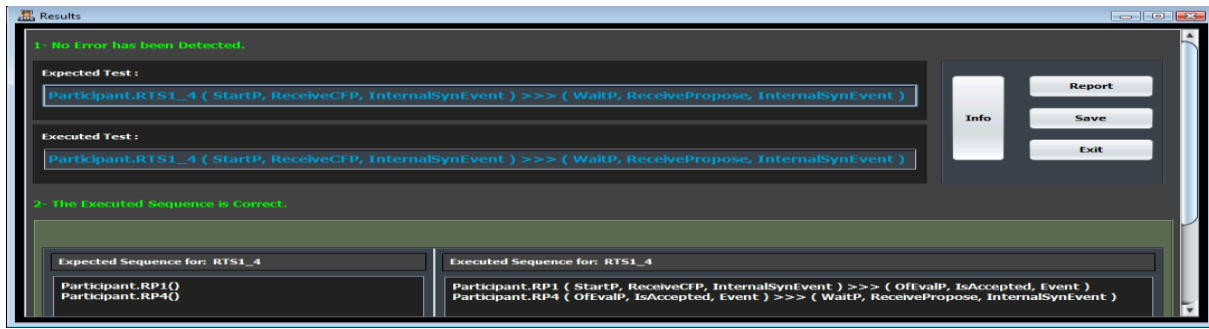 Results
1- No Error has been Detected.
Expected Test :
Participant.RTS1_4 ( StartP, ReceiveCFP, InternalSynEvent ) >>> ( WaitP, ReceivePropose, InternalSynEvent )
Executed Test :
Participant.RTS1_4 ( StartP, ReceiveCFP, InternalSynEvent ) >>> ( WaitP, ReceivePropose, InternalSynEvent )
Info
Report
Save
Exit
2- The Executed Sequence is Correct.
Expected Sequence for: RTS1_4
Participant.RP1()
Participant.RP4()
Executed Sequence for: RTS1_4
Participant.RP1 ( StartP, ReceiveCFP, InternalSynEvent ) >>> ( OfEvalP, IsAccepted, Event )
Participant.RP4 ( OfEvalP, IsAccepted, Event ) >>> ( WaitP, ReceivePropose, InternalSynEvent )